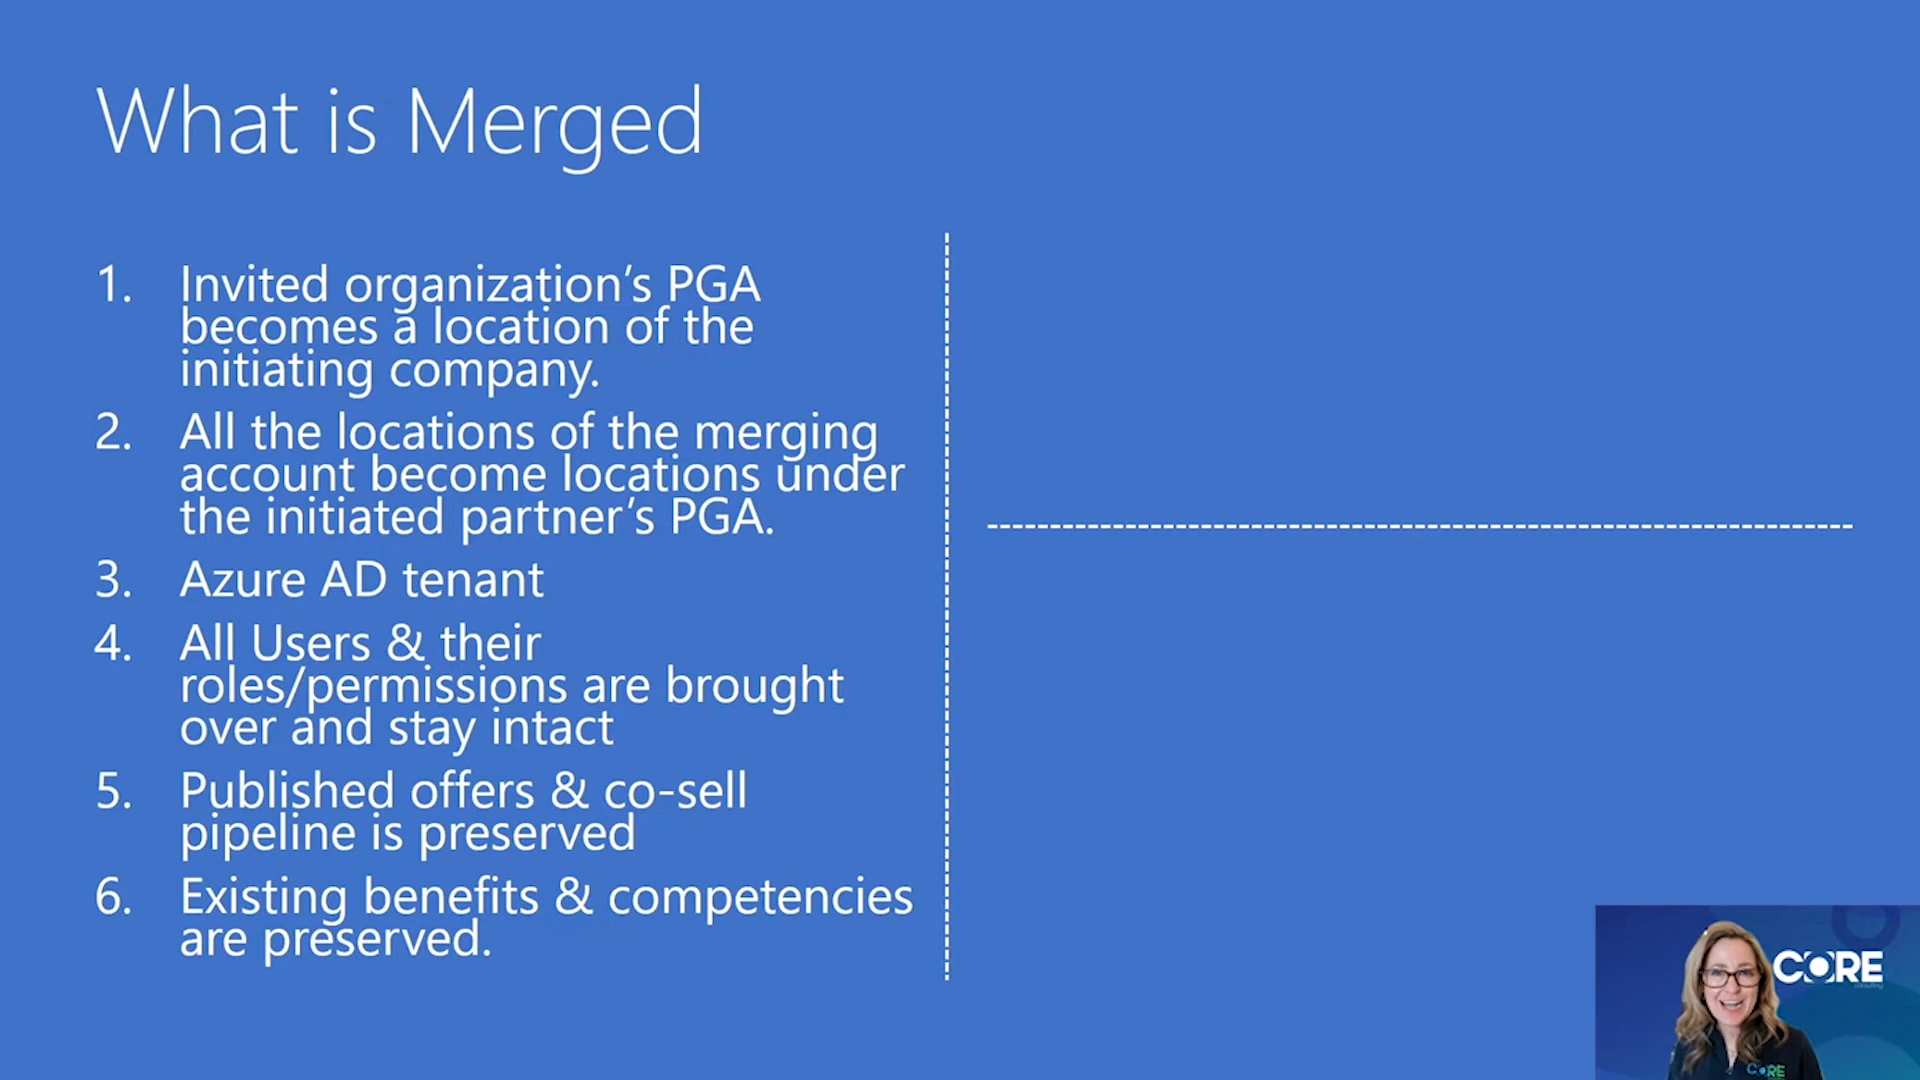 What is Merged
1. Invited organization’s PGA
becomes a location of the
initiating company.
2. All the locations of the merging
account become locations under
the initiated partner’s PGA.
3. Azure AD tenant
4. All Users & their
roles/permissions are brought
over and stay intact
5. Published offers & co-sell
pipeline is preserved
6. Existing benefits & competencies
are preserved.
CORE
CORE